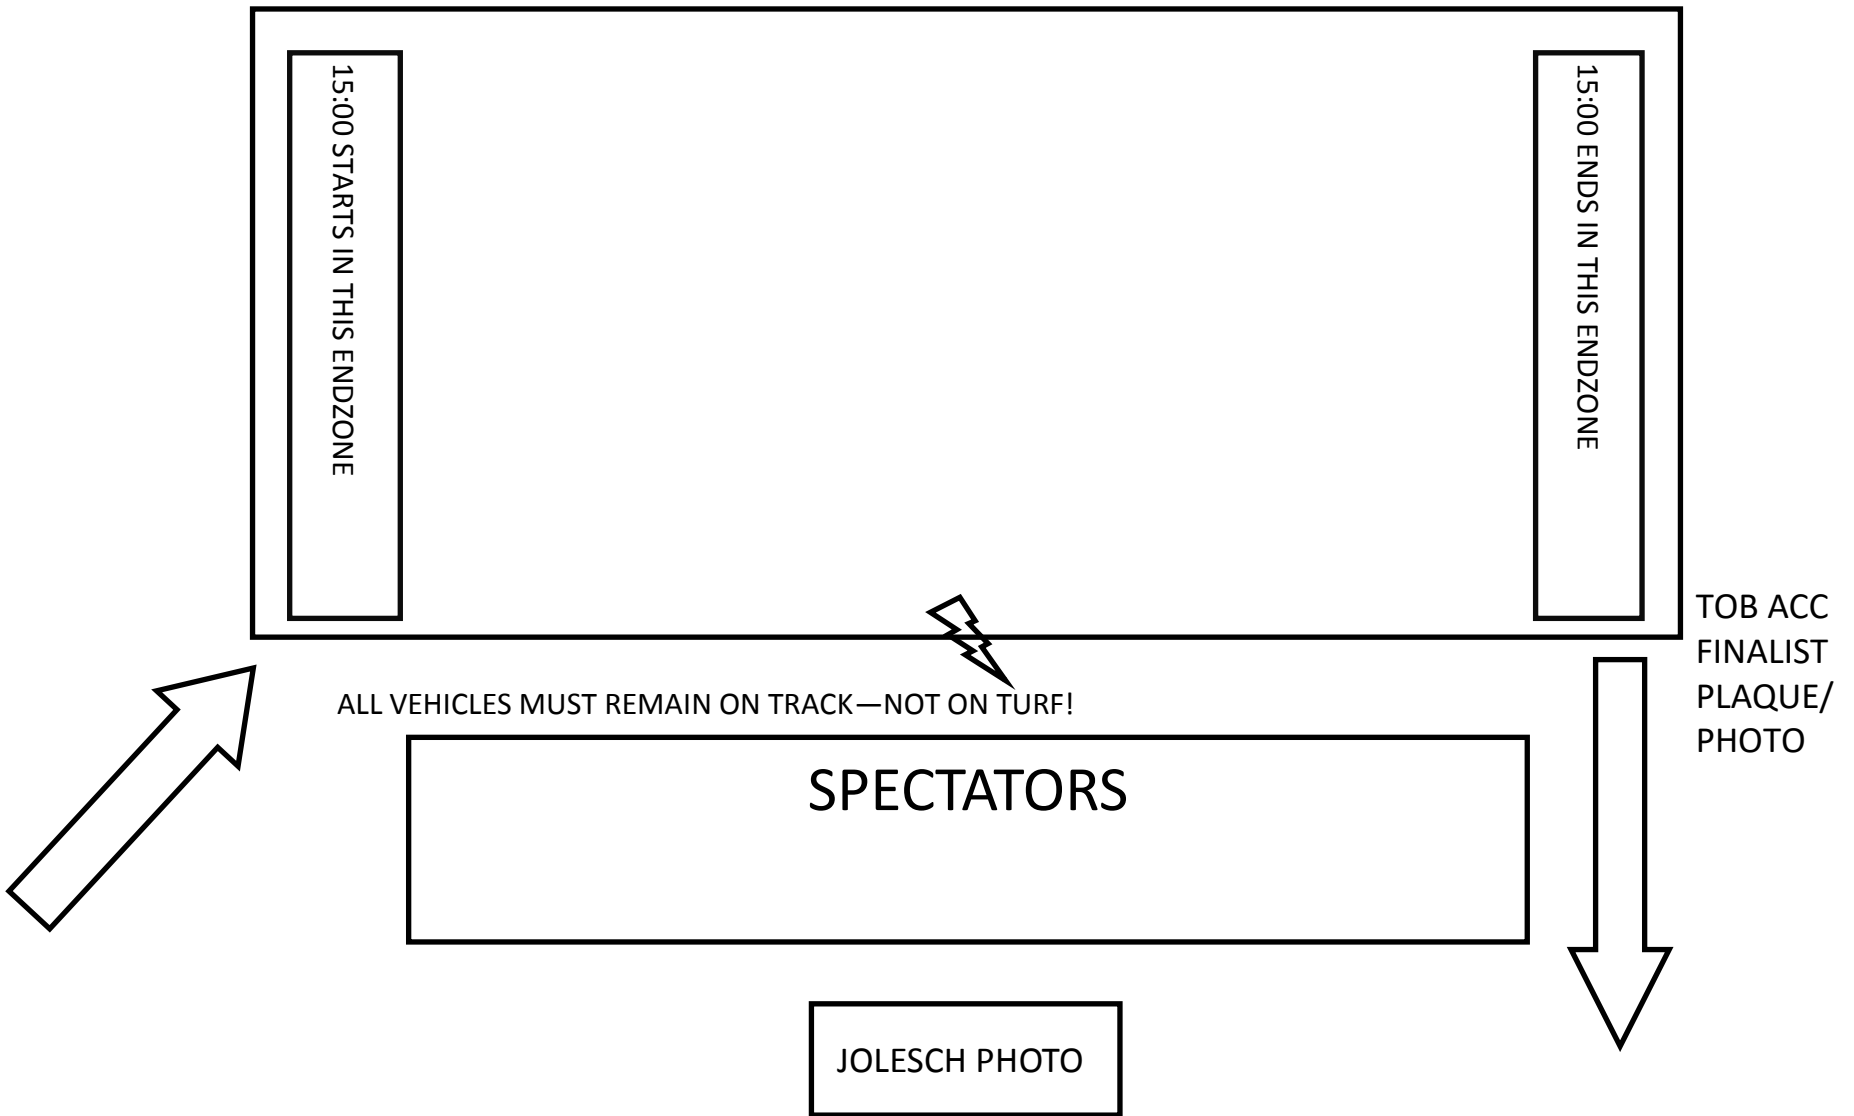 15:00 STARTS IN THIS ENDZONE
15:00 ENDS IN THIS ENDZONE
TOB ACC
FINALIST
PLAQUE/
PHOTO
ALL VEHICLES MUST REMAIN ON TRACK—NOT ON TURF!
SPECTATORS
JOLESCH PHOTO